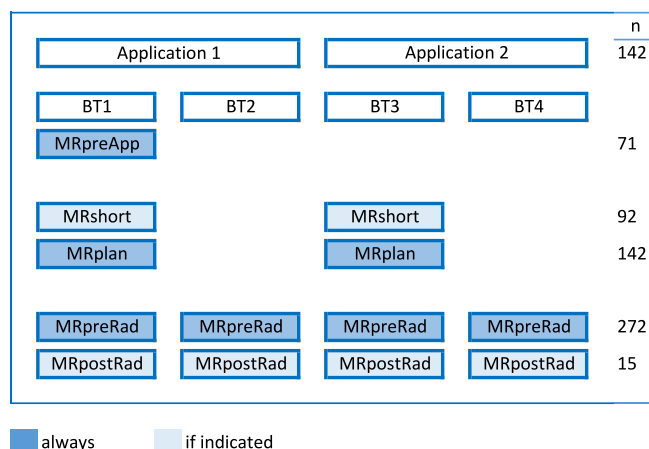 n
Application 1 Application 2 142
BT1 BT2 BT3 BT4
MRpreApp 71
MRshort MRshort 92
MRplan MRplan 142
MRpreRad MRpreRad MRpreRad MRpreRad 272
MRpostRad MRpostRad MRpostRad MRpostRad 15
always if indicated